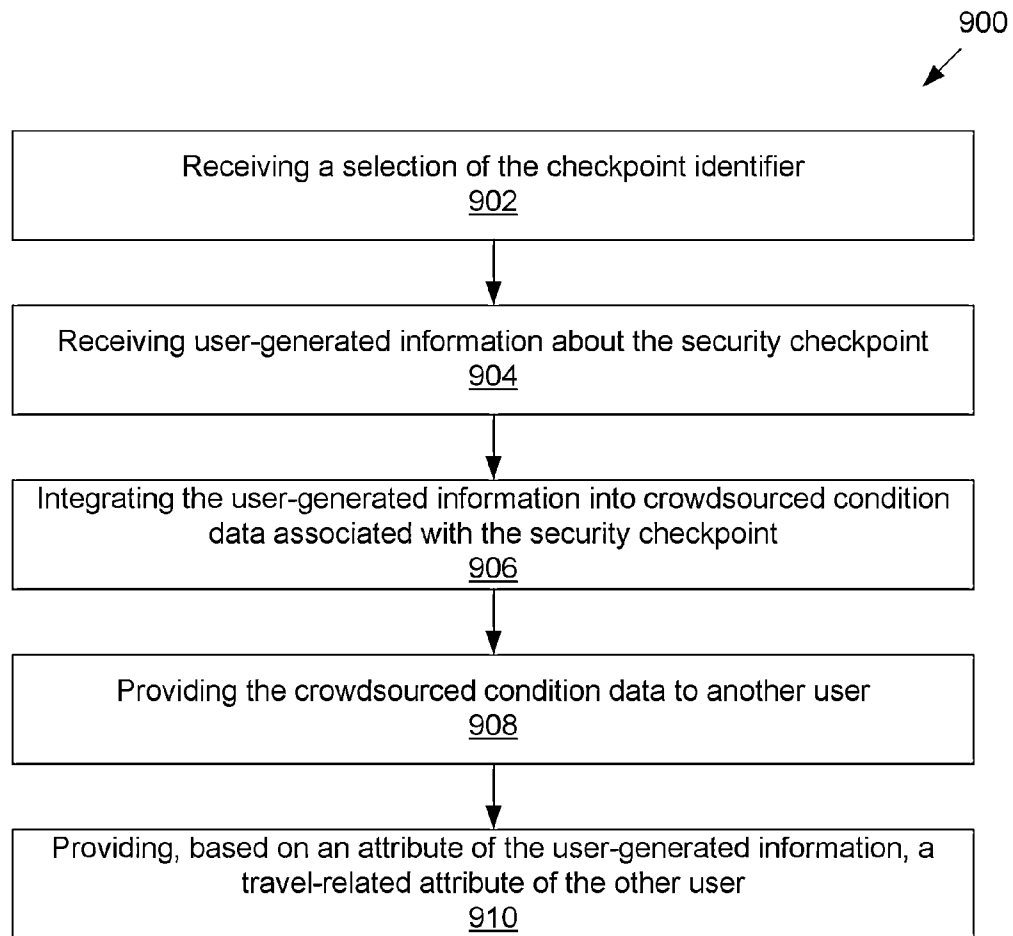 900
Receiving a selection of the checkpoint identifier
902
Receiving user-generated information about the security checkpoint
904
Integrating the user-generated information into crowdsourced condition
data associated with the security checkpoint
906
Providing the crowdsourced condition data to another user
908
Providing, based on an attribute of the user-generated information, a
travel-related attribute of the other user
910